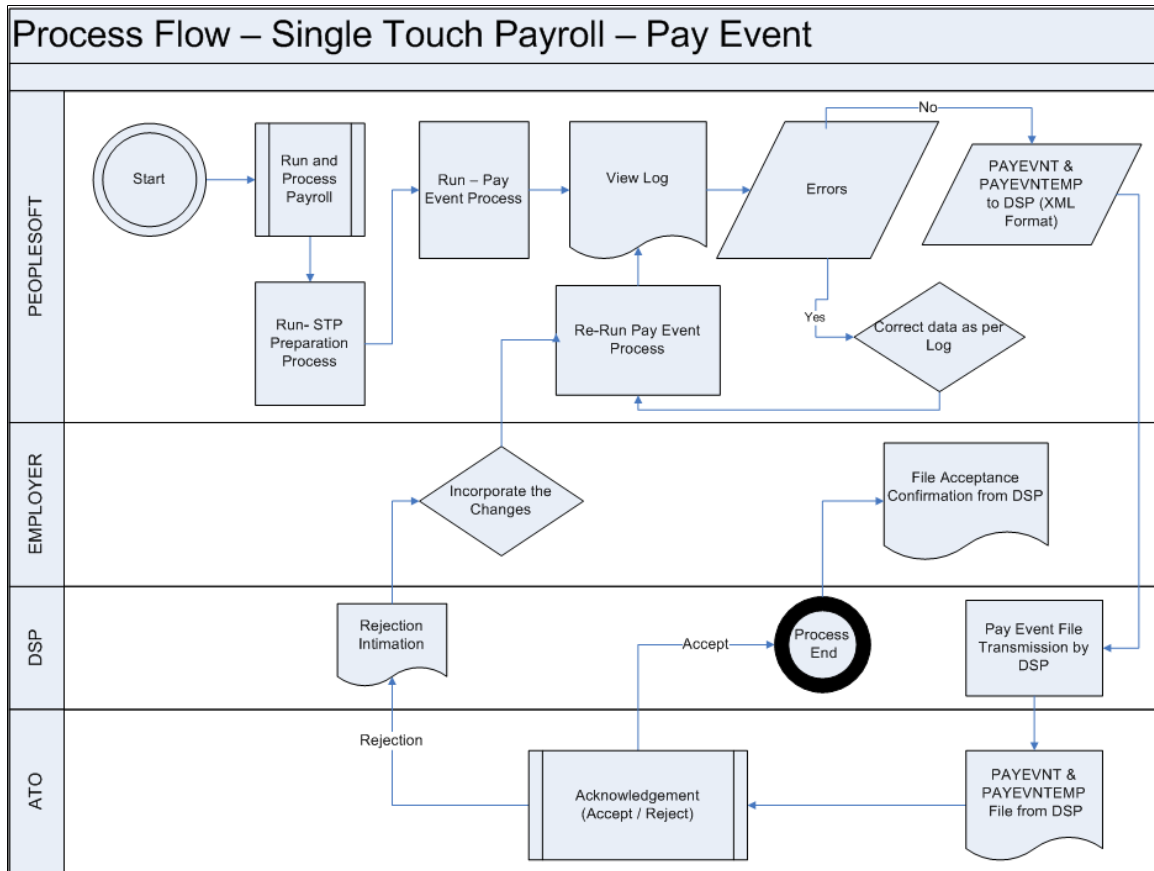 Process Flow – Single Touch Payroll – Pay Event
PEOPLESOFT
Start
Run and
Process
Payroll
Run – Pay
Event Process
View Log
Errors
No
PAYEVNT &
PAYEVNTEMP
to DSP (XML
Format)
Run- STP
Preparation
Process
Re-Run Pay Event
Process
Yes
Correct data as per
Log
EMPLOYER
Incorporate the
Changes
File Acceptance
Confirmation from DSP
DSP
Rejection
Intimation
Accept
Process
End
Pay Event File
Transmission by
DSP
ATO
Rejection
Acknowledgement
(Accept / Reject)
PAYEVNT &
PAYEVNTEMP
File from DSP